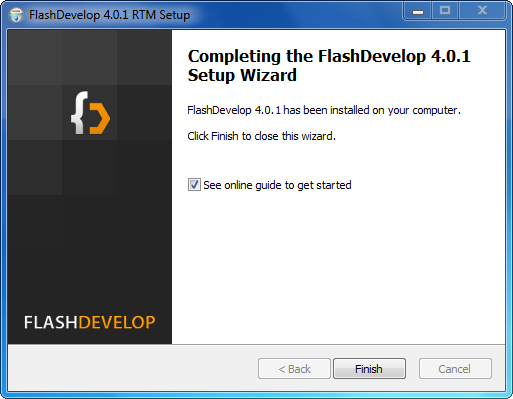 FlashDevelop 4.0.1 RTM Setup
Completing the FlashDevelop 4.0.1
Setup Wizard
FlashDevelop 4.0.1 has been installed on your computer.
Click Finish to close this wizard.
See online guide to get started
FLASHDEVELOP
< Back
Finish
Cancel